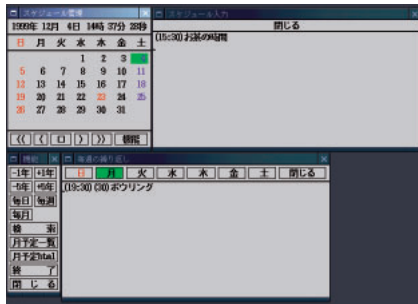 スケジュール管理
1999年 12月 4日 14時 37分 28秒
日 月 火 水 木 金 土
1 2 3 4
5 6 7 8 9 10 11
12 13 14 15 16 17 18
19 20 21 22 23 24 25
26 27 28 29 30 31
<< < □ > >> 機能
スケジュール入力
閉じる
(15:30)お茶の時間
機能
-1年 +1年
-5年 +5年
毎日 毎週
毎月
検 索
月予定一覧
月予定html
終 了
閉 じ る
毎週の繰り返し
日 月 火 水 木 金 土 閉じる
(19:30) (30)ボウリング